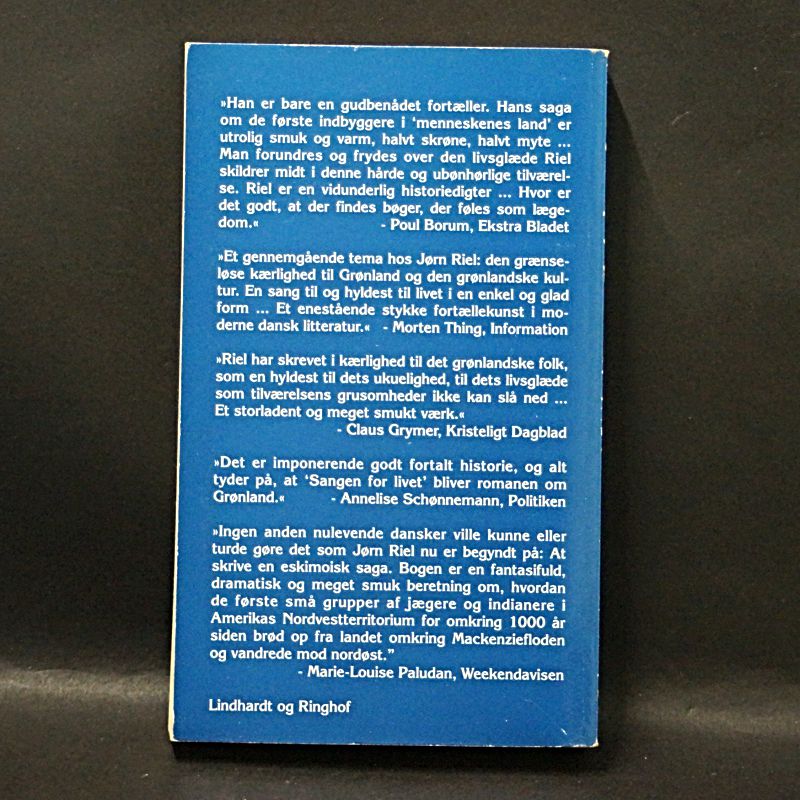 »Han er bare en gudbenådet fortæller. Hans saga
om de første indbyggere i ‘menneskenes land’ er
utrolig smuk og varm, halvt skrøne, halvt myte ...
Man forundres og frydes over den livsglæde Riel
skildrer midt i denne hårde og ubønhørlige tilværel-
se. Riel er en vidunderlig historiedigter ... Hvor er
det godt, at der findes bøger, der føles som læge-
dom.« - Poul Borum, Ekstra Bladet
»Et gennemgående tema hos Jørn Riel: den grænse-
løse kærlighed til Grønland og den grønlandske kul-
tur. En sang til og hyldest til livet i en enkel og glad
form ... Et enestående stykke fortællekunst i mo-
derne dansk litteratur.« - Morten Thing, Information
»Riel har skrevet i kærlighed til det grønlandske folk,
som en hyldest til dets ukuelighed, til dets livsglæde
som tilværelsens grusomheder ikke kan slå ned ...
Et storladent og meget smukt værk.«
- Claus Grymer, Kristeligt Dagblad
»Det er imponerende godt fortalt historie, og alt
tyder på, at ‘Sangen for livet’ bliver romanen om
Grønland.« - Annelise Schønnemann, Politiken
»Ingen anden nulevende dansker ville kunne eller
turde gøre det som Jørn Riel nu er begyndt på: At
skrive en eskimoisk saga. Bogen er en fantasifuld,
dramatisk og meget smuk beretning om, hvordan
de første små grupper af jægere og indianere i
Amerikas Nordvestterritorium for omkring 1000 år
siden brød op fra landet omkring Mackenziefloden
og vandrede mod nordøst.”
- Marie-Louise Paludan, Weekendavisen
Lindhardt og Ringhof